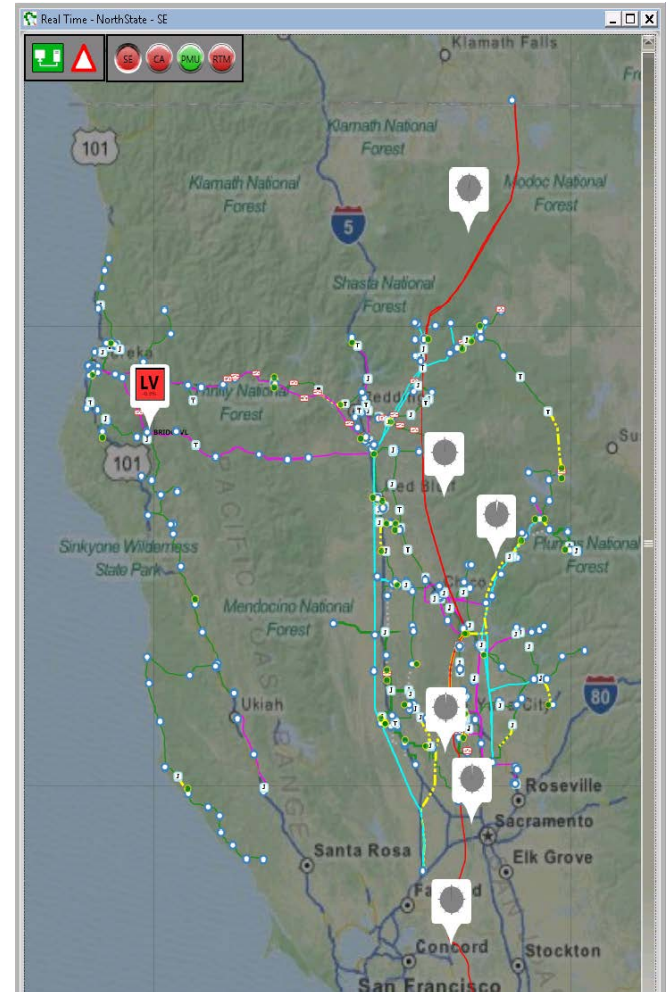 Real Time - NorthState - SE
SE
CA
PMU
RTM
Klamath Falls
Klamath National
Forest
101
Klamath National
Forest
Modoc National
Forest
5
Shasta National
Forest
LV
Trinity National
Forest
Redding
101
Red Bluff
Sinkyone Wilderness
State Park
Plumas National
Forest
Chico
Mendocino National
Forest
Ukiah
Yuba City
80
Roseville
Sacramento
Elk Grove
Santa Rosa
Fairfield
Concord
Stockton
San Francisco